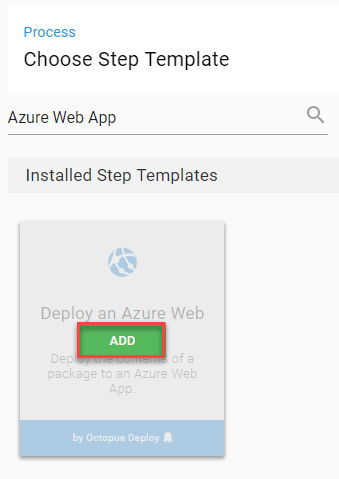 Process
Choose Step Template
Azure Web App
Installed Step Templates
Deploy an Azure Web
ADD
Deploy the contents of a
package to an Azure Web
App.
by Octopus Deploy